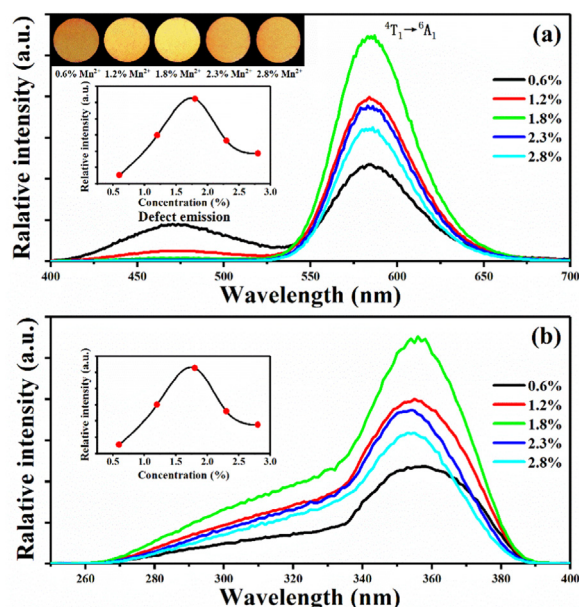 0.6% Mn2+ 1.2% Mn2+ 1.8% Mn2+ 2.3% Mn2+ 2.8% Mn2+
⁴T₁→⁶A₁
(a)
0.6%
1.2%
1.8%
2.3%
2.8%
Relative intensity (a.u.)
0.5 1.0 1.5 2.0 2.5 3.0
Concentration (%)
Defect emission
Ralative intensity (a.u.)
400 450 500 550 600 650 700
Wavelength (nm)
(b)
0.6%
1.2%
1.8%
2.3%
2.8%
Relative intensity (a.u.)
0.5 1.0 1.5 2.0 2.5 3.0
Concentration (%)
Ralative intensity (a.u.)
260 280 300 320 340 360 380 400
Wavelength (nm)